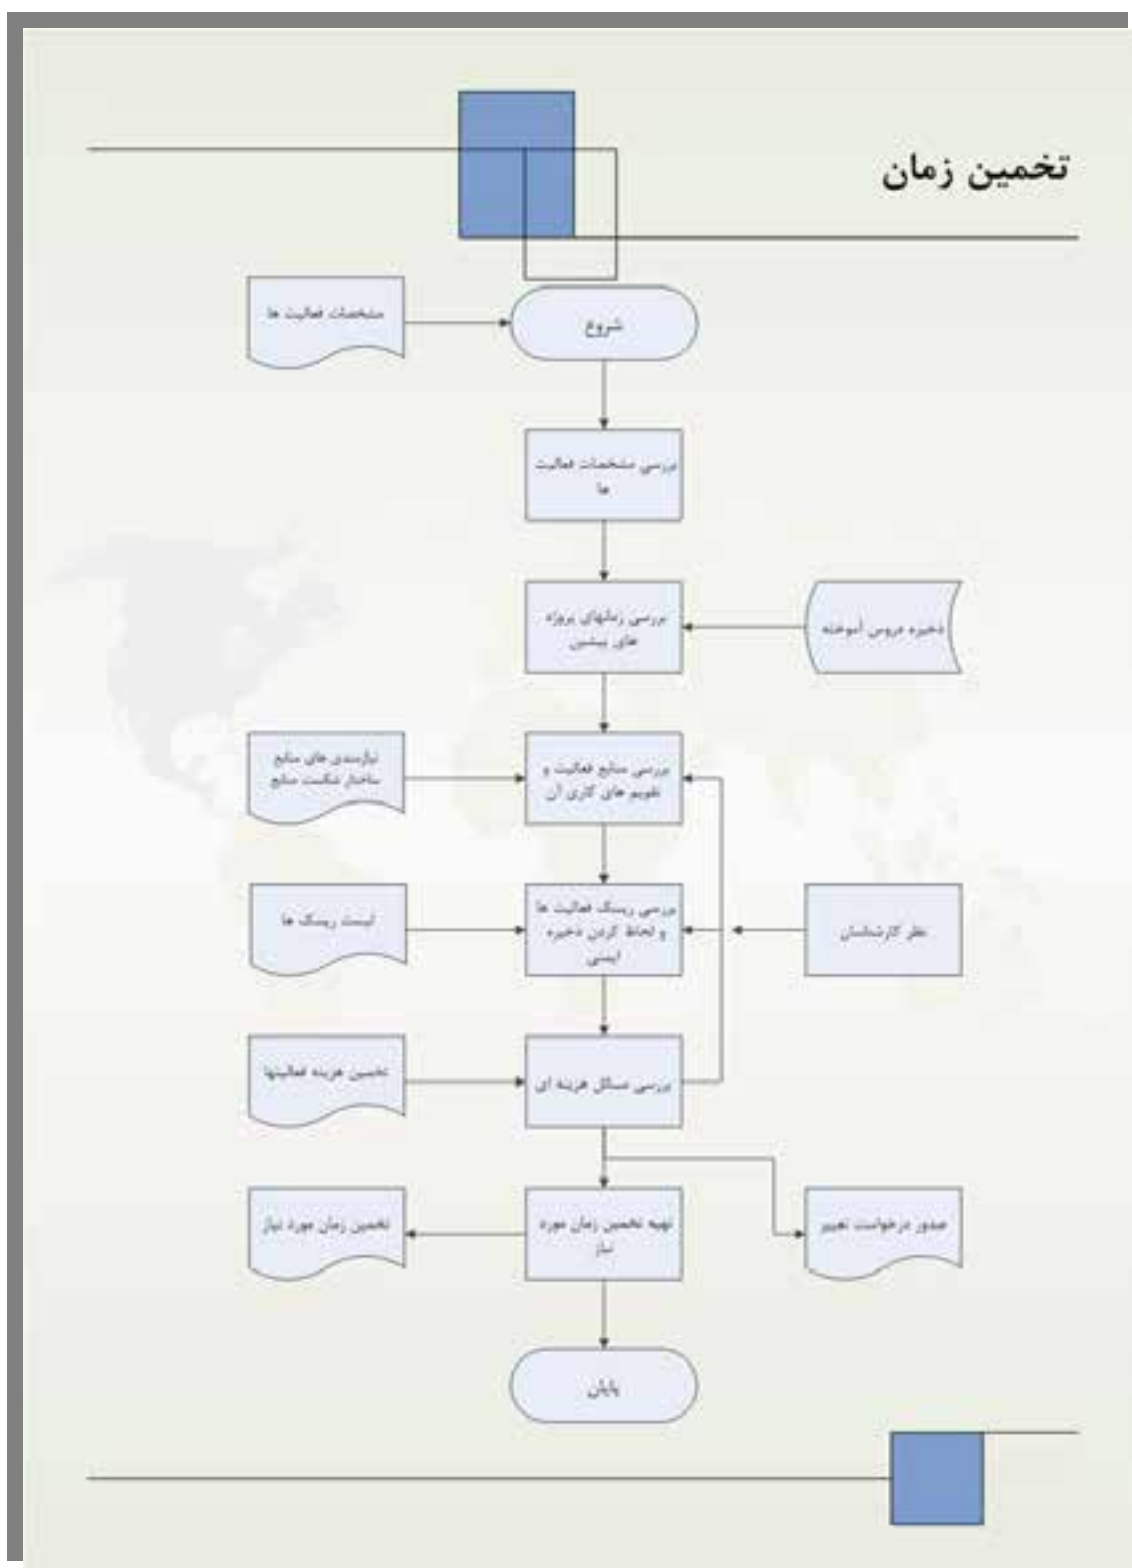 تخمین زمان
مشخصات فعالیت ها
شروع
بررسی مشخصات فعالیت
ها
بررسی زمانهای پروژه
های پیشین
ذخیره دروس آموخته
نیازمندی های منابع
ساختار شکست منابع
بررسی منابع فعالیت و
تقویم های کاری آن
لیست ریسک ها
بررسی ریسک فعالیت ها
و لحاظ کردن ذخیره
ایمنی
نظر کارشناسان
تخمین هزینه فعالیتها
بررسی مسائل هزینه ای
تخمین زمان مورد نیاز
تهیه تخمین زمان مورد
نیاز
صدور درخواست تغییر
پایان